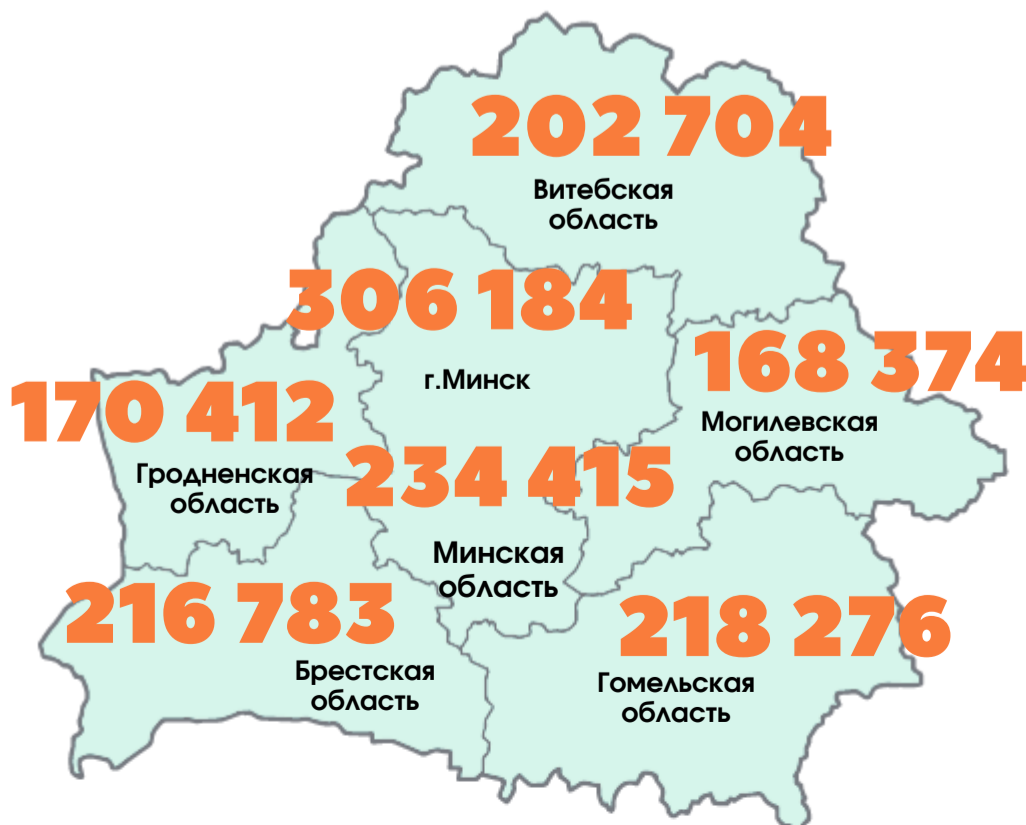 202 704
Витебская
область
306 184
г.Минск
168 374
Могилевская
область
170 412
Гродненская
область
234 415
Минская
область
216 783
Брестская
область
218 276
Гомельская
область